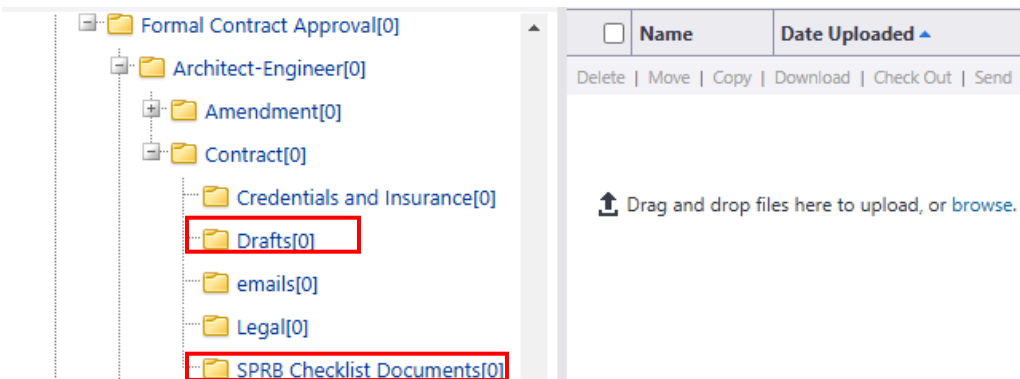 Formal Contract Approval[0]
Architect-Engineer[0]
Amendment[0]
Contract[0]
Credentials and Insurance[0]
Drafts[0]
emails[0]
Legal[0]
SPRB Checklist Documents[0]
Name Date Uploaded
Delete | Move | Copy | Download | Check Out | Send
Drag and drop files here to upload, or browse.